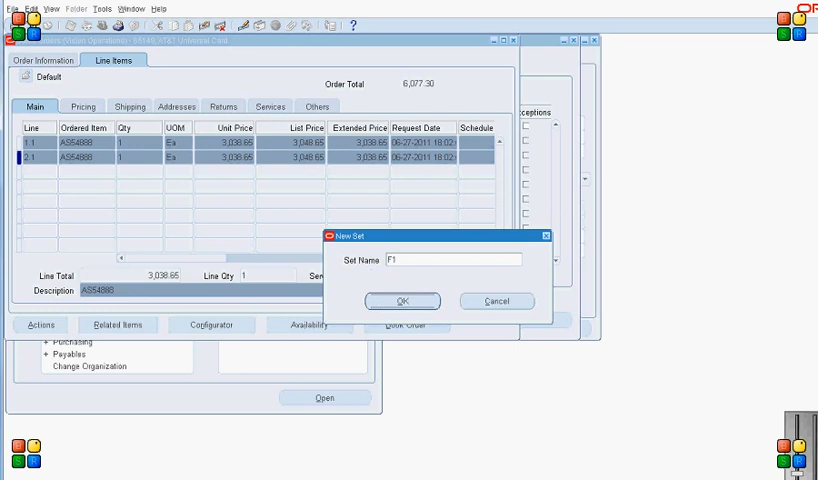 File Edit View Folder Tools Window Help
Order Information Line Items
Default Order Total 6,077.30
Main Pricing Shipping Addresses Returns Services Others
xceptions
Line Ordered Item Qty UOM Unit Price List Price Extended Price Request Date Schedule
1.1 AS54888 1 Ea 3,038.65 3,048.65 3,038.65 06-27-2011 18:02:
2.1 AS54888 1 Ea 3,038.65 3,048.65 3,038.65 06-27-2011 18:02:
New Set
Set Name F1
Line Total 3,038.65 Line Qty 1 Ser
Description AS54888
OK Cancel
Actions Related Items Configurator Availability Book Order
+ Purchasing
+ Payables
Change Organization
Open
B
S R
B
S R
B
S R
B
S R